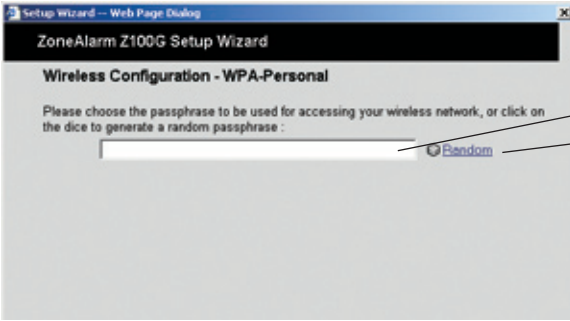 Setup Wizard -- Web Page Dialog
ZoneAlarm Z100G Setup Wizard
Wireless Configuration - WPA-Personal
Please choose the passphrase to be used for accessing your wireless network, or click on
the dice to generate a random passphrase :
Random